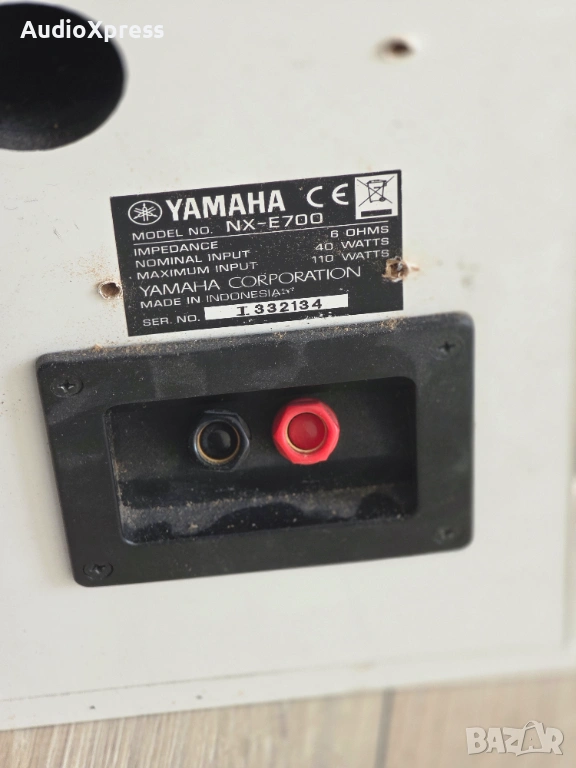 AudioXpress
YAMAHA CE
MODEL NO. NX-E700
IMPEDANCE 6 OHMS
NOMINAL INPUT 40 WATTS
MAXIMUM INPUT 110 WATTS
YAMAHA CORPORATION
MADE IN INDONESIA
SER. NO. I 332134
BAZAR